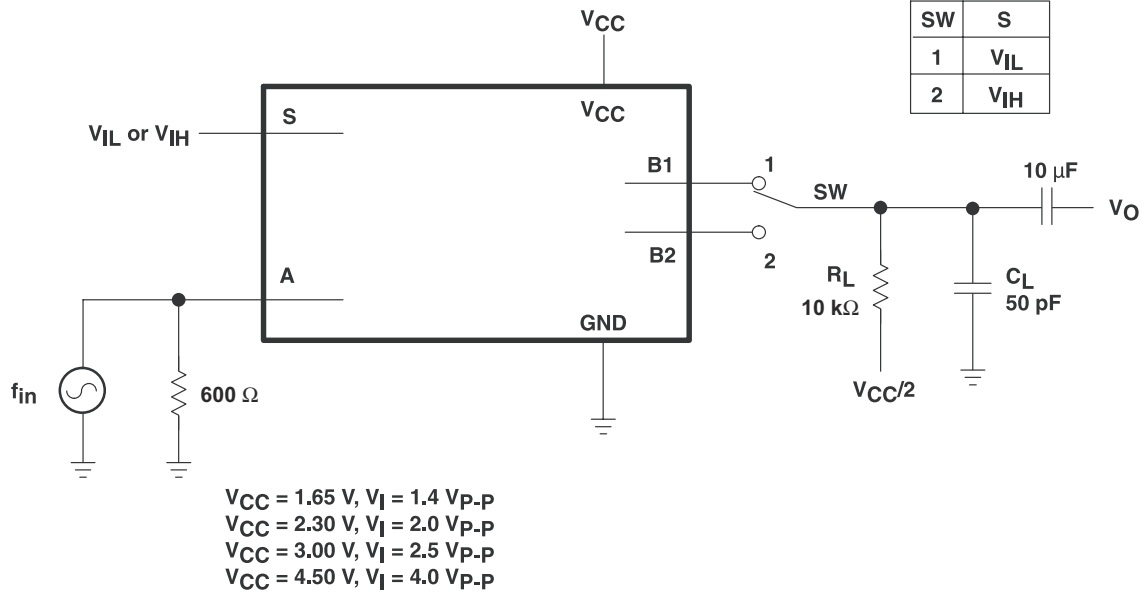 VCC
SW S
1 VIL
2 VIH
S
VCC
VIL or VIH
B1
1
SW
10 μF
VO
B2
2
A
RL
10 kΩ
CL
50 pF
GND
fin
600 Ω
VCC/2
VCC = 1.65 V, VI = 1.4 VP-P
VCC = 2.30 V, VI = 2.0 VP-P
VCC = 3.00 V, VI = 2.5 VP-P
VCC = 4.50 V, VI = 4.0 VP-P